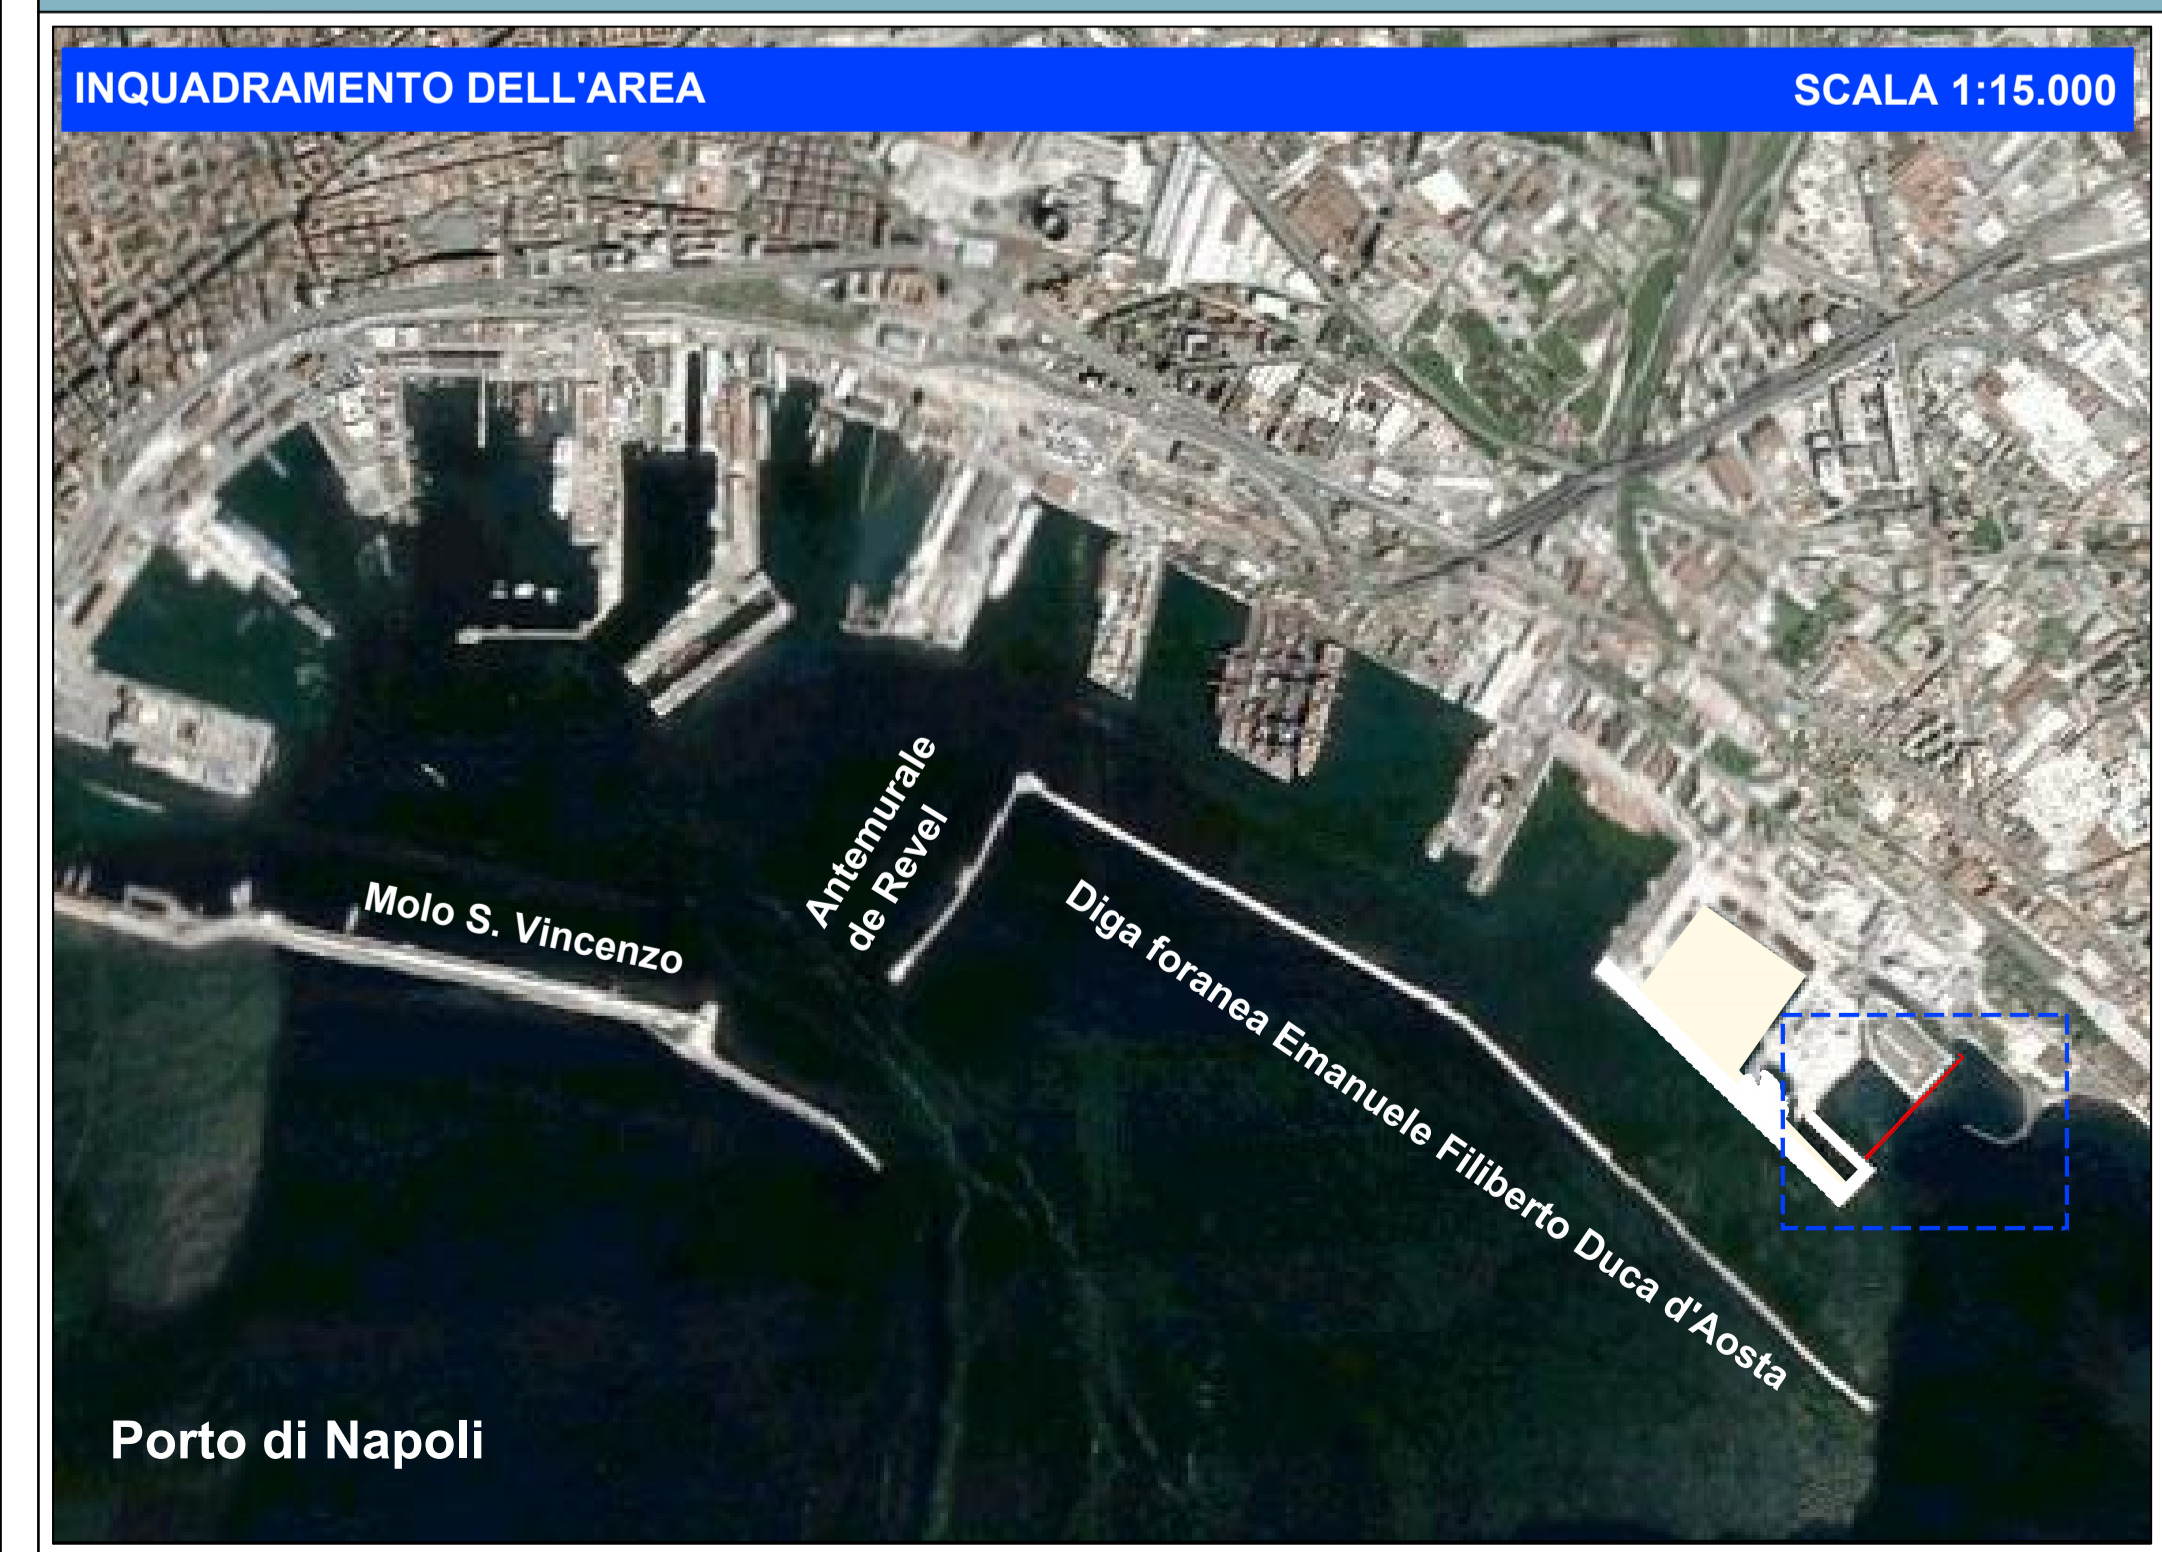 INQUADRAMENTO DELL'AREA
SCALA 1:15.000
Antemurale
de Revel
Molo S. Vincenzo
Diga foranea Emanuele Filiberto Duca d'Aosta
Porto di Napoli